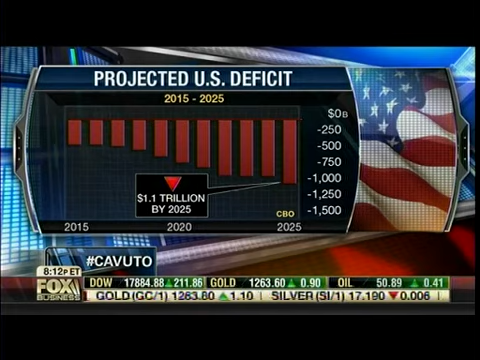 PROJECTED U.S. DEFICIT
2015 - 2025
$0B
-250
-500
-750
-1,000
-1,250
-1,500
$1.1 TRILLION
BY 2025
CBO
2015 2020 2025
#CAVUTO
8:12P ET
FOX
BUSINESS
DOW 17884.88 ▲ 211.86 GOLD 1263.60 ▲ 0.90 OIL 50.89 ▲ 0.41
GOLD (GC/1) 1263.60 ▲ 1.10 SILVER (SI/1) 17.190 ▼ 0.006